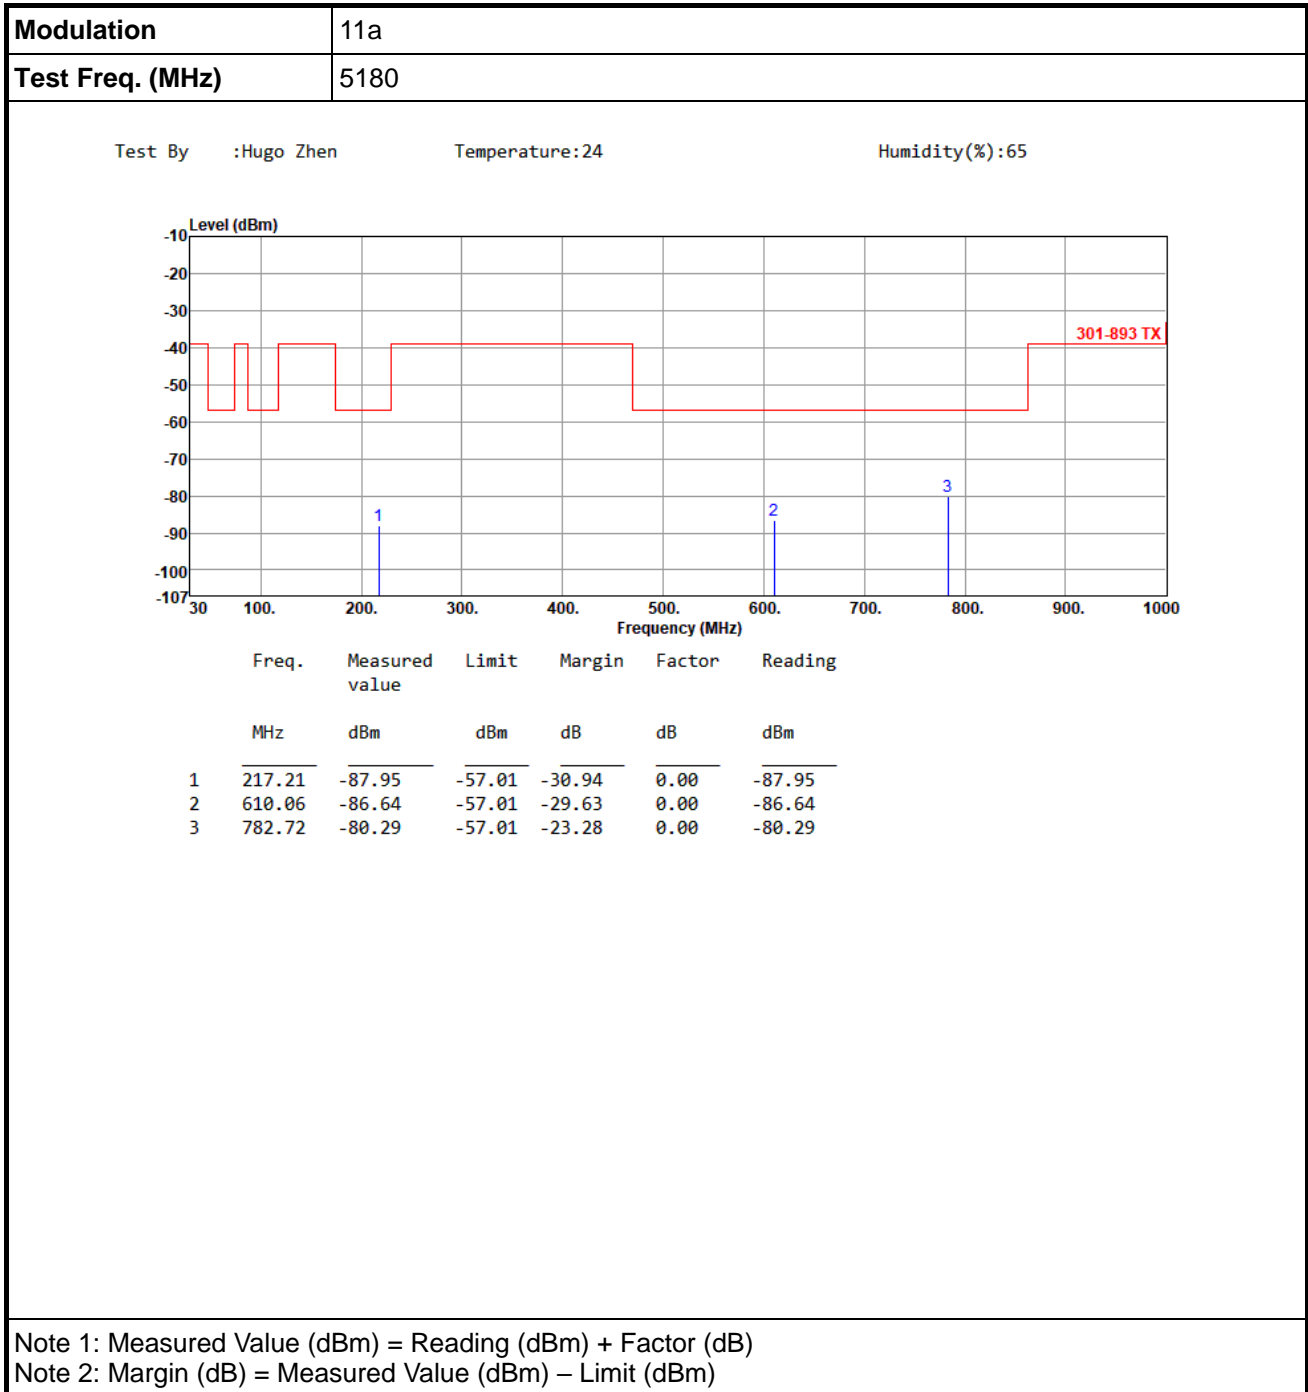 Modulation 11a
Test Freq. (MHz) 5180
Test By :Hugo Zhen Temperature:24 Humidity(%):65
Level (dBm)
-10
-20
-30
301-893 TX
-40
-50
-60
-70
-80
3
2
1
-90
-100
-107
30 100. 200. 300. 400. 500. 600. 700. 800. 900. 1000
Frequency (MHz)
Freq. Measured Limit Margin Factor Reading
value
MHz dBm dBm dB dB dBm
1 217.21 -87.95 -57.01 -30.94 0.00 -87.95
2 610.06 -86.64 -57.01 -29.63 0.00 -86.64
3 782.72 -80.29 -57.01 -23.28 0.00 -80.29
Note 1: Measured Value (dBm) = Reading (dBm) + Factor (dB)
Note 2: Margin (dB) = Measured Value (dBm) – Limit (dBm)